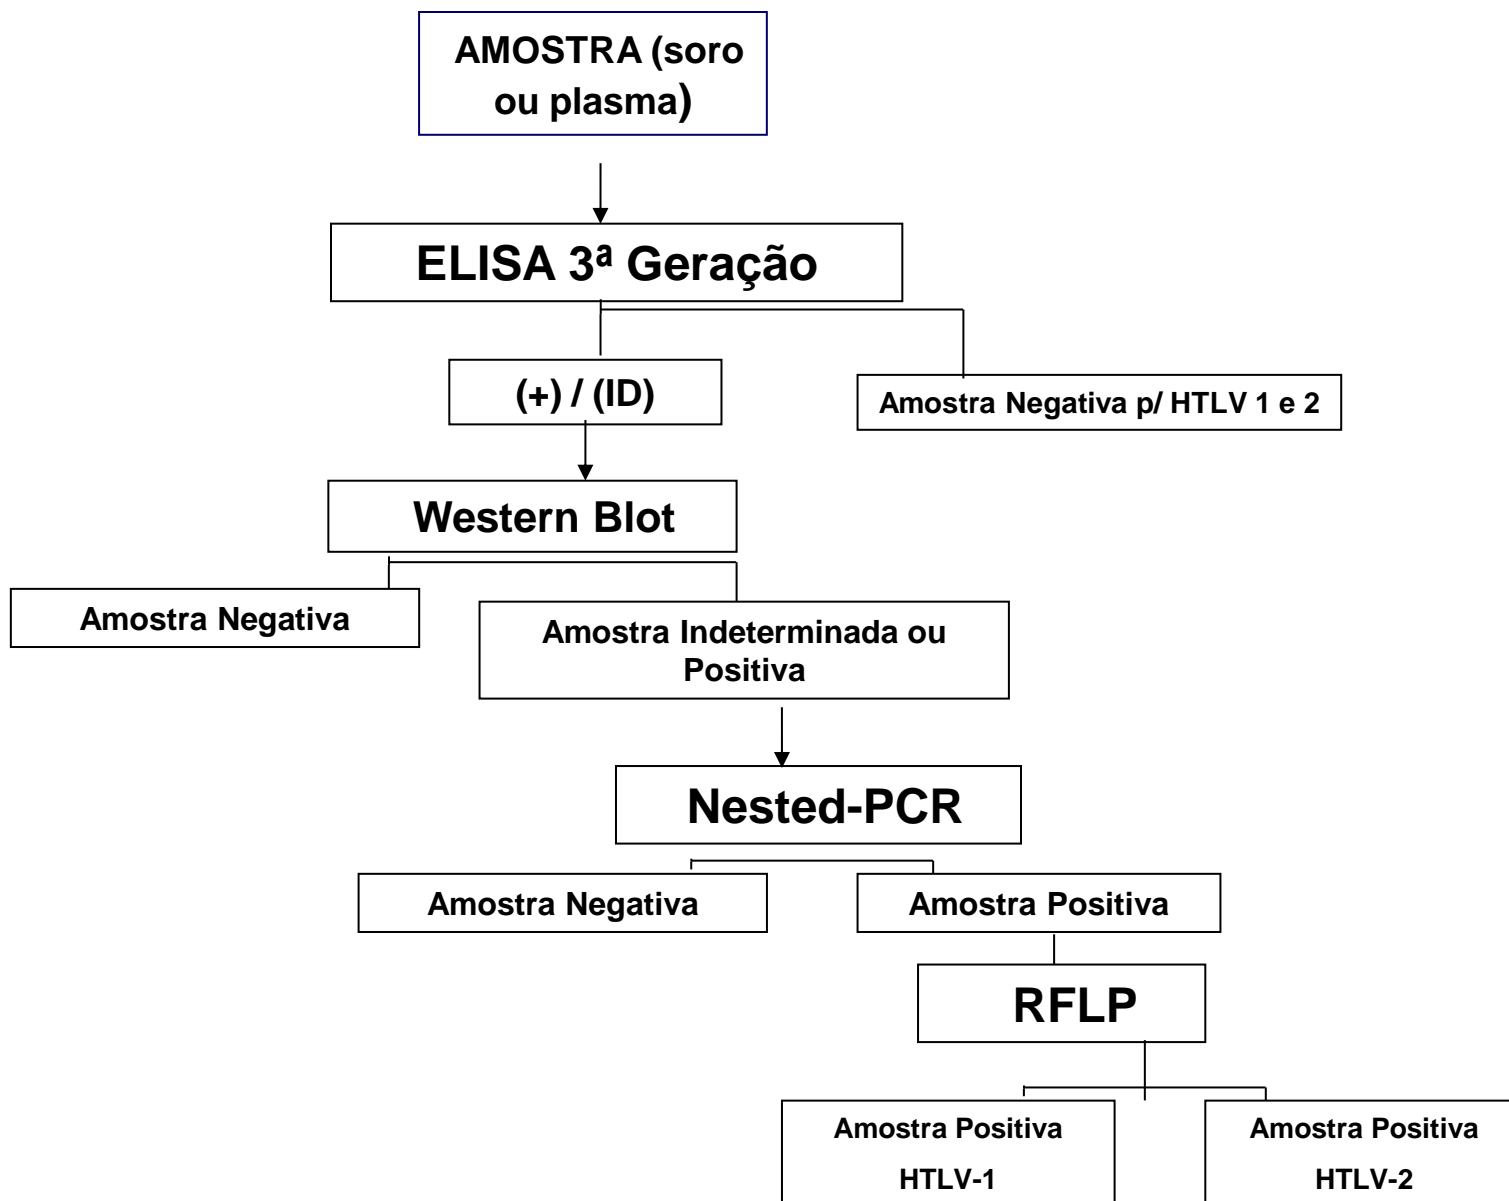 AMOSTRA (soro
ou plasma)
ELISA 3ª Geração
(+) / (ID)
Amostra Negativa p/ HTLV 1 e 2
Western Blot
Amostra Negativa
Amostra Indeterminada ou
Positiva
Nested-PCR
Amostra Negativa
Amostra Positiva
RFLP
Amostra Positiva
HTLV-1
Amostra Positiva
HTLV-2